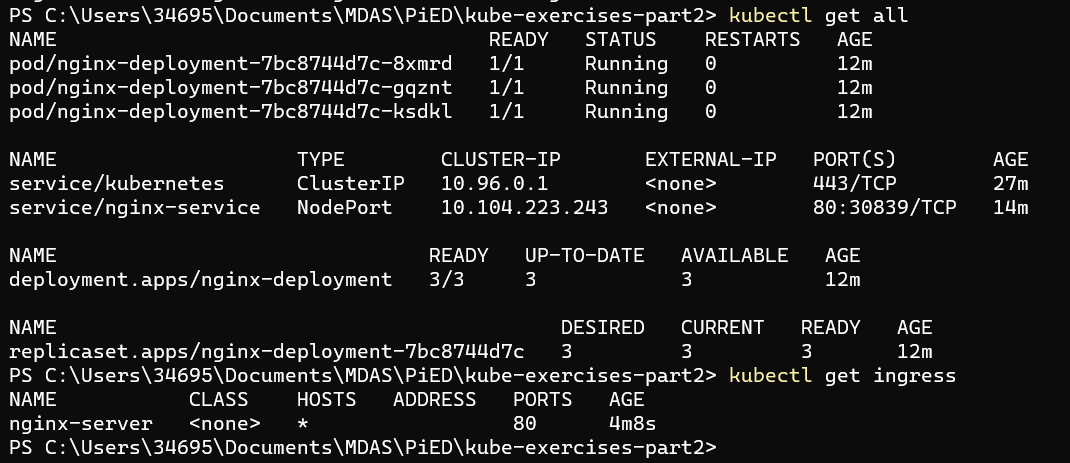 PS C:\Users\34695\Documents\MDAS\PiED\kube-exercises-part2> kubectl get all
NAME                                    READY   STATUS    RESTARTS   AGE
pod/nginx-deployment-7bc8744d7c-8xmrd   1/1     Running   0          12m
pod/nginx-deployment-7bc8744d7c-gqznt   1/1     Running   0          12m
pod/nginx-deployment-7bc8744d7c-ksdkl   1/1     Running   0          12m

NAME                    TYPE        CLUSTER-IP       EXTERNAL-IP   PORT(S)        AGE
service/kubernetes      ClusterIP   10.96.0.1        <none>        443/TCP        27m
service/nginx-service   NodePort    10.104.223.243   <none>        80:30839/TCP   14m

NAME                               READY   UP-TO-DATE   AVAILABLE   AGE
deployment.apps/nginx-deployment   3/3     3            3           12m

NAME                                          DESIRED   CURRENT   READY   AGE
replicaset.apps/nginx-deployment-7bc8744d7c   3         3         3       12m
PS C:\Users\34695\Documents\MDAS\PiED\kube-exercises-part2> kubectl get ingress
NAME           CLASS    HOSTS   ADDRESS   PORTS   AGE
nginx-server   <none>   *                 80      4m8s
PS C:\Users\34695\Documents\MDAS\PiED\kube-exercises-part2>